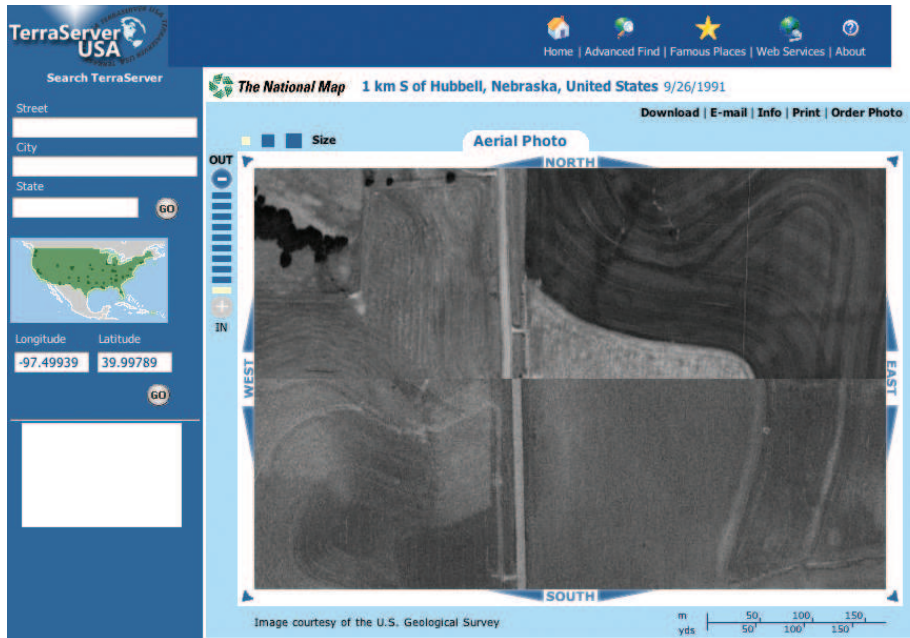 TerraServer
USA
Home | Advanced Find | Famous Places | Web Services | About
Search TerraServer
The National Map 1 km S of Hubbell, Nebraska, United States 9/26/1991
Street
Download | E-mail | Info | Print | Order Photo
City
Size
Aerial Photo
OUT
NORTH
State
GO
IN
Longitude Latitude
-97.49939 39.99789
GO
WEST
EAST
SOUTH
Image courtesy of the U.S. Geological Survey
m 50 100 150
yds 50' 100' 150'